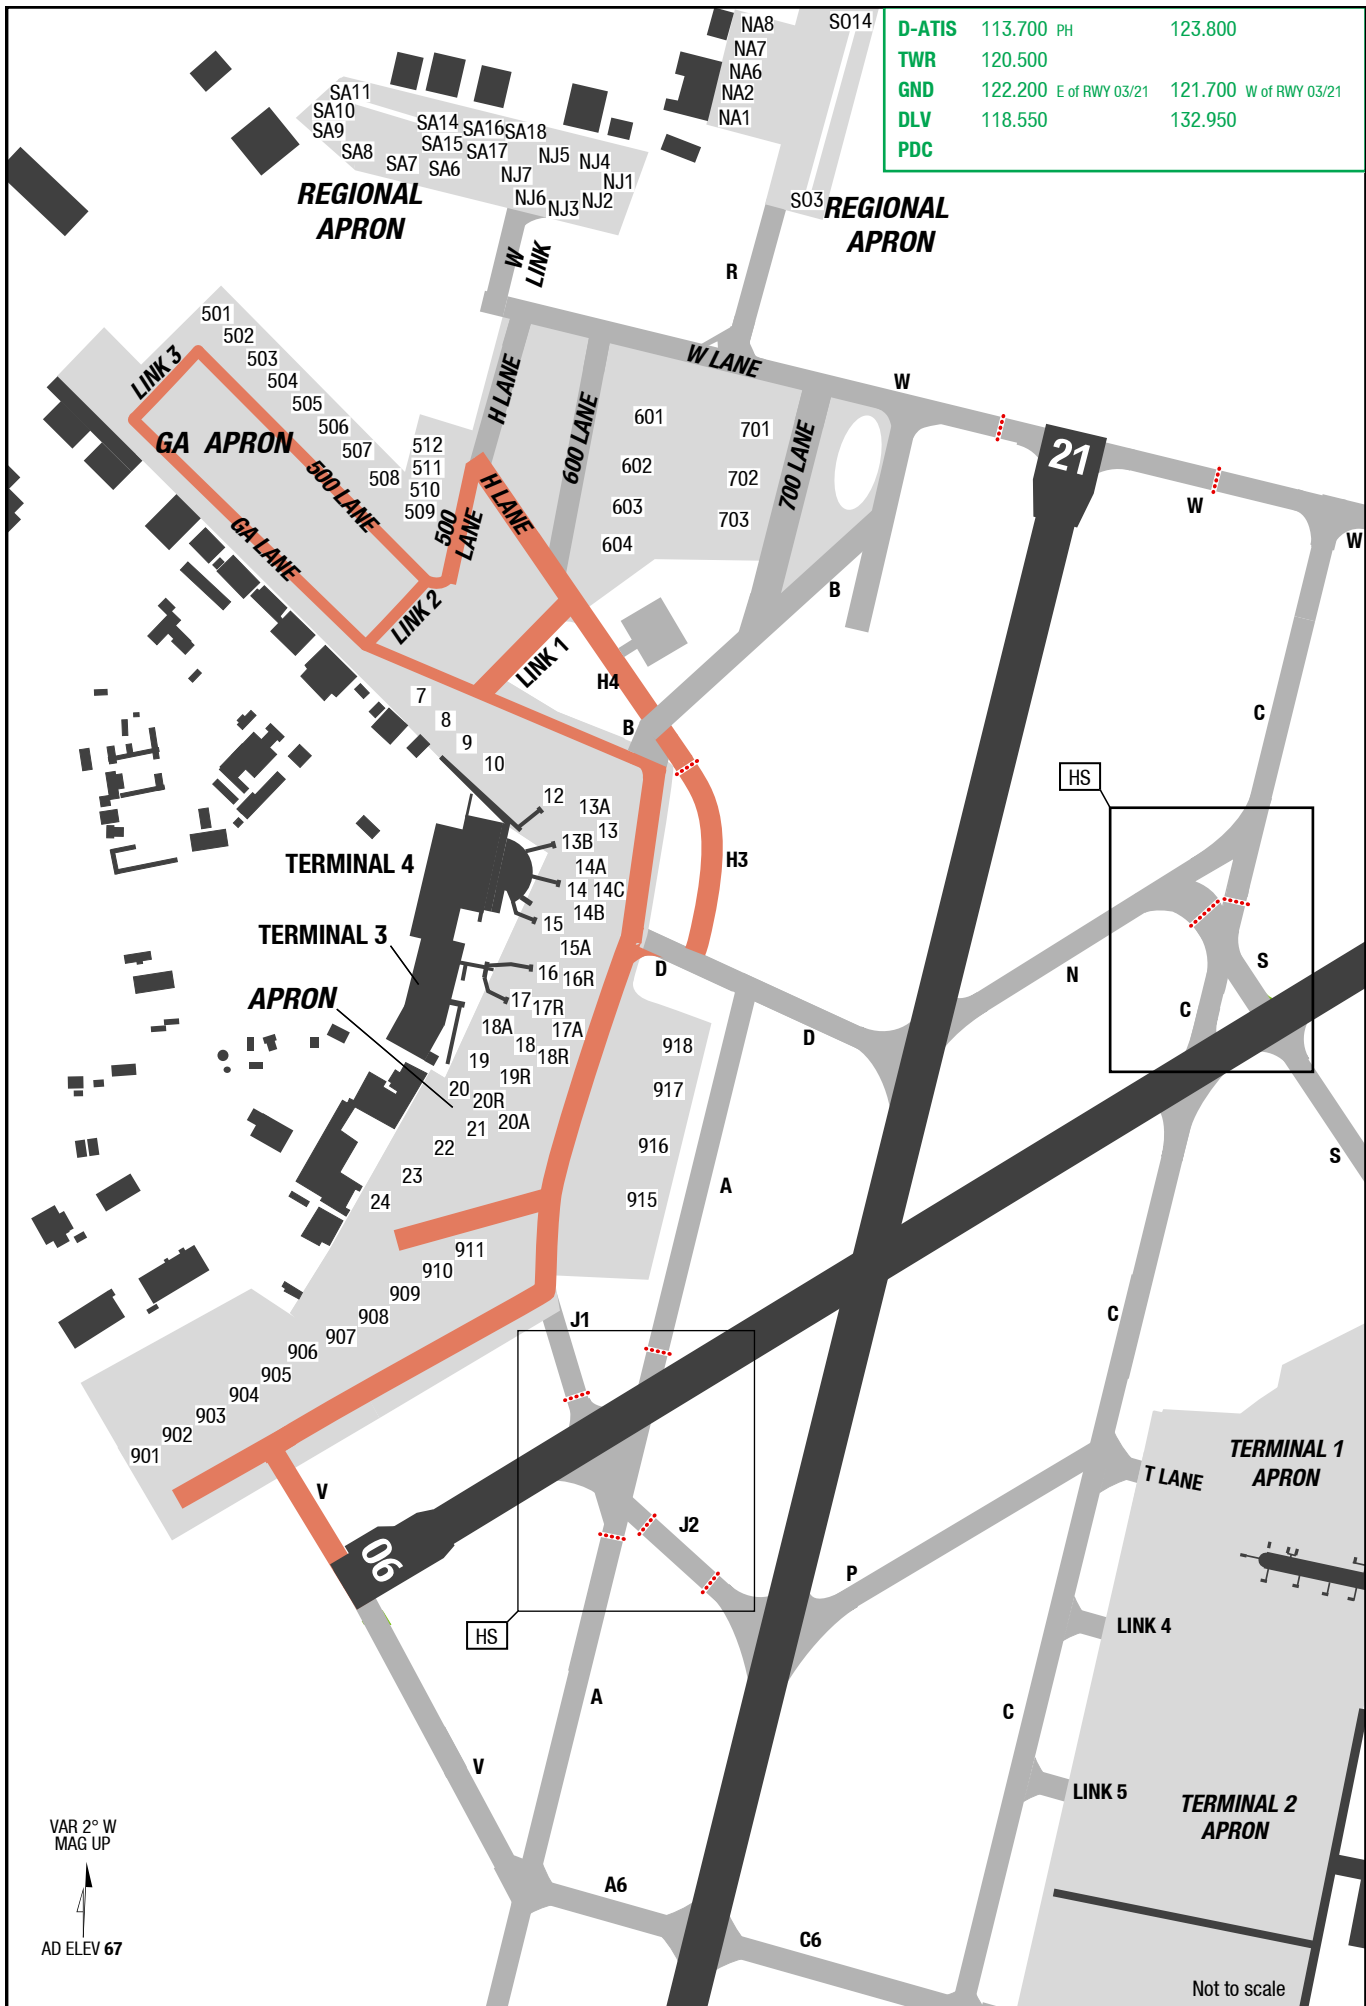 D-ATIS 113.700 PH 123.800
TWR 120.500
GND 122.200 E of RWY 03/21 121.700 W of RWY 03/21
DLV 118.550 132.950
PDC
NA8
SO14
NA7
NA6
NA2
NA1
SA11
SA10
SA9
SA8
SA14
SA16
SA18
SA15
SA17
SA7
SA6
NJ5
NJ4
NJ7
NJ1
NJ6
NJ3
NJ2
SO3
REGIONAL
APRON
REGIONAL
APRON
W
LINK
R
501
502
503
504
505
506
507
508
LINK 3
GA APRON
500 LANE
GA LANE
512
511
510
509
500
LANE
H LANE
H LANE
600 LANE
W LANE
W
601
602
603
604
701
702
703
700 LANE
21
W
W
LINK 2
LINK 1
H4
B
B
C
7
8
9
10
12
13A
13
13B
14A
14
14C
14B
15
15A
16
16R
17
17R
17A
18A
18
18R
19
19R
20
20R
20A
21
22
23
24
TERMINAL 4
TERMINAL 3
APRON
H3
HS
D
D
N
S
C
S
918
917
916
915
A
911
910
909
908
907
906
905
904
903
902
901
J1
C
V
06
J2
P
HS
T LANE
TERMINAL 1
APRON
LINK 4
A
C
V
LINK 5
TERMINAL 2
APRON
A6
C6
VAR 2° W
MAG UP
AD ELEV 67
Not to scale